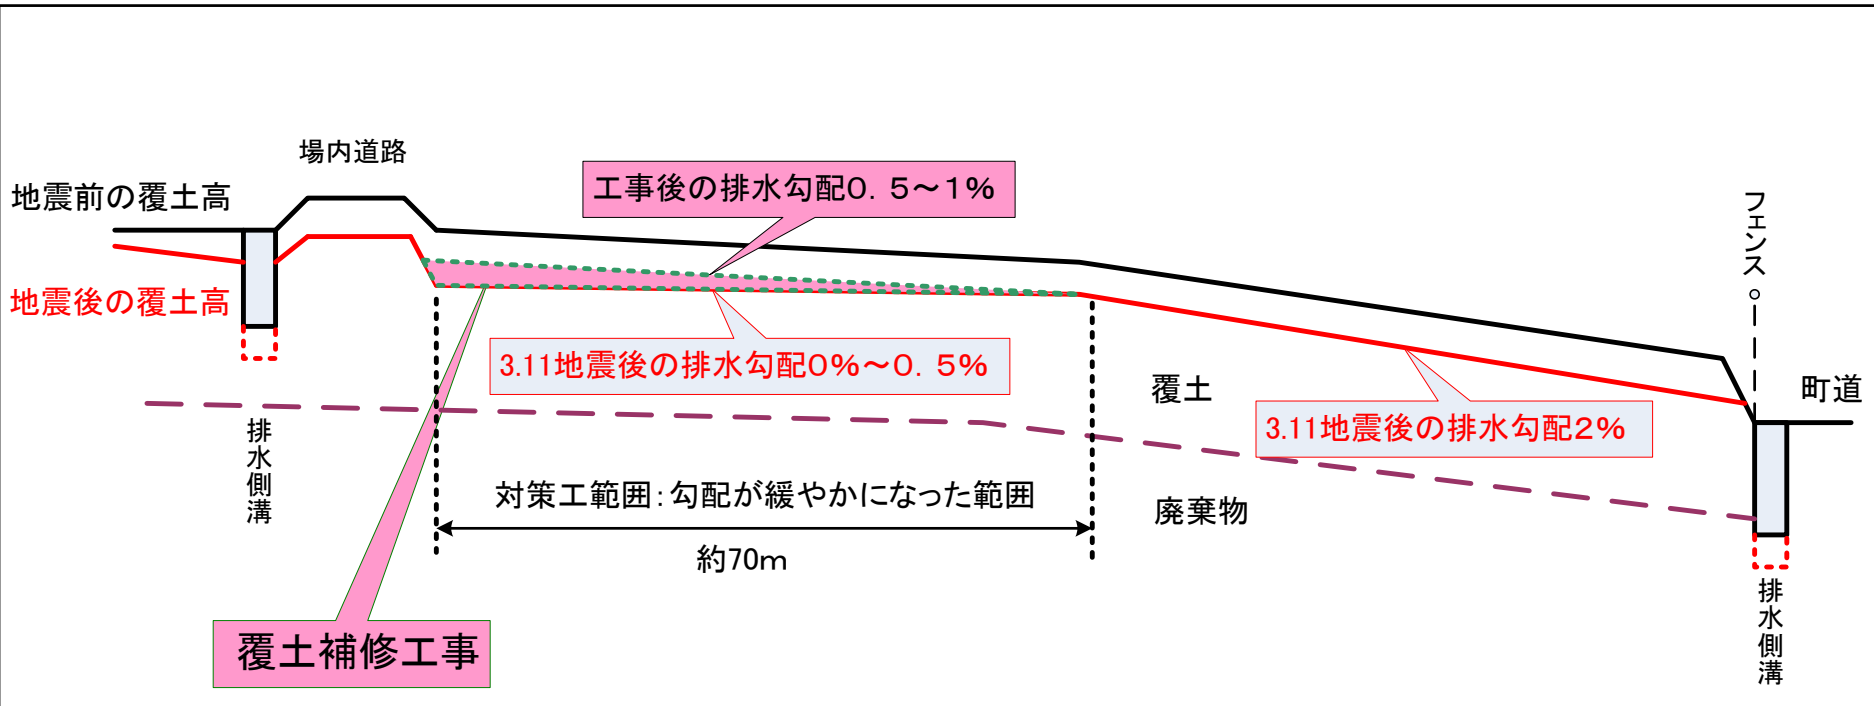 場内道路
地震前の覆土高
工事後の排水勾配０．５～１％
フェンス
地震後の覆土高
3.11地震後の排水勾配０％～０．５％
覆土
町道
3.11地震後の排水勾配２％
排水側溝
対策工範囲：勾配が緩やかになった範囲
廃棄物
約70ｍ
排水側溝
覆土補修工事